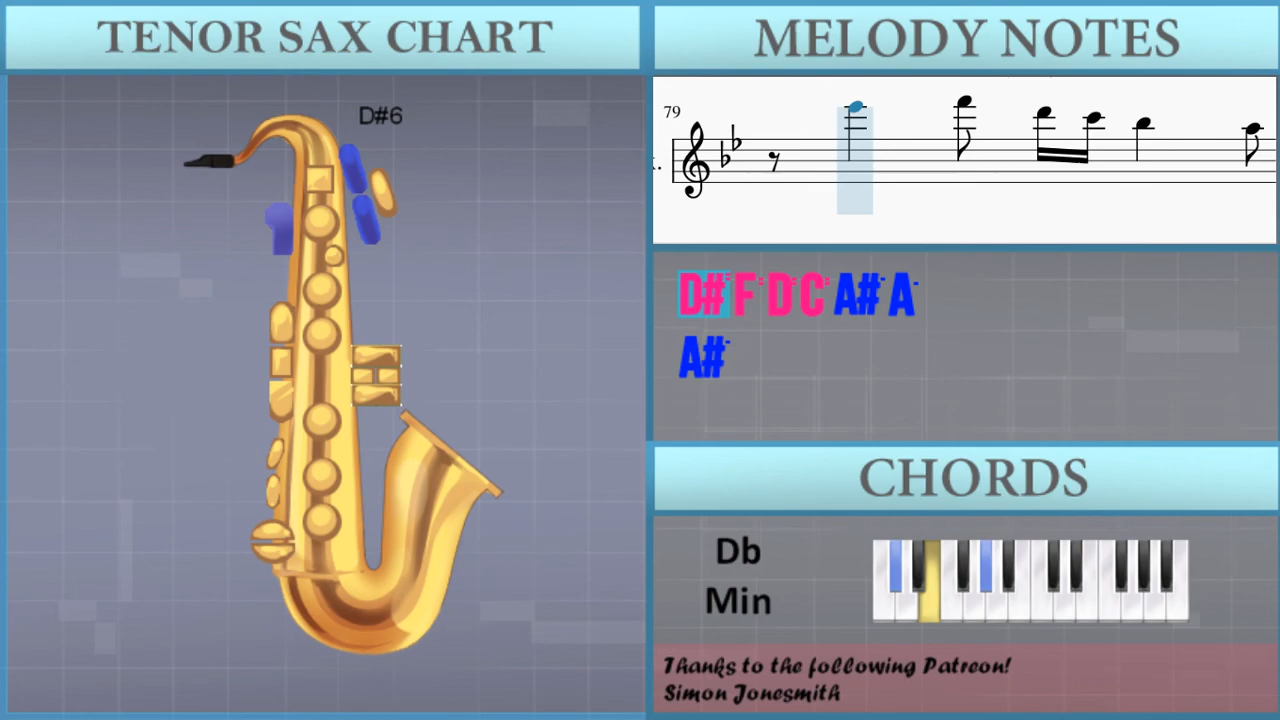 TENOR SAX CHART
D#6
MELODY NOTES
79
D# F D C A# A
A#
CHORDS
Db
Min
Thanks to the following Patreon!
Simon Jonesmith